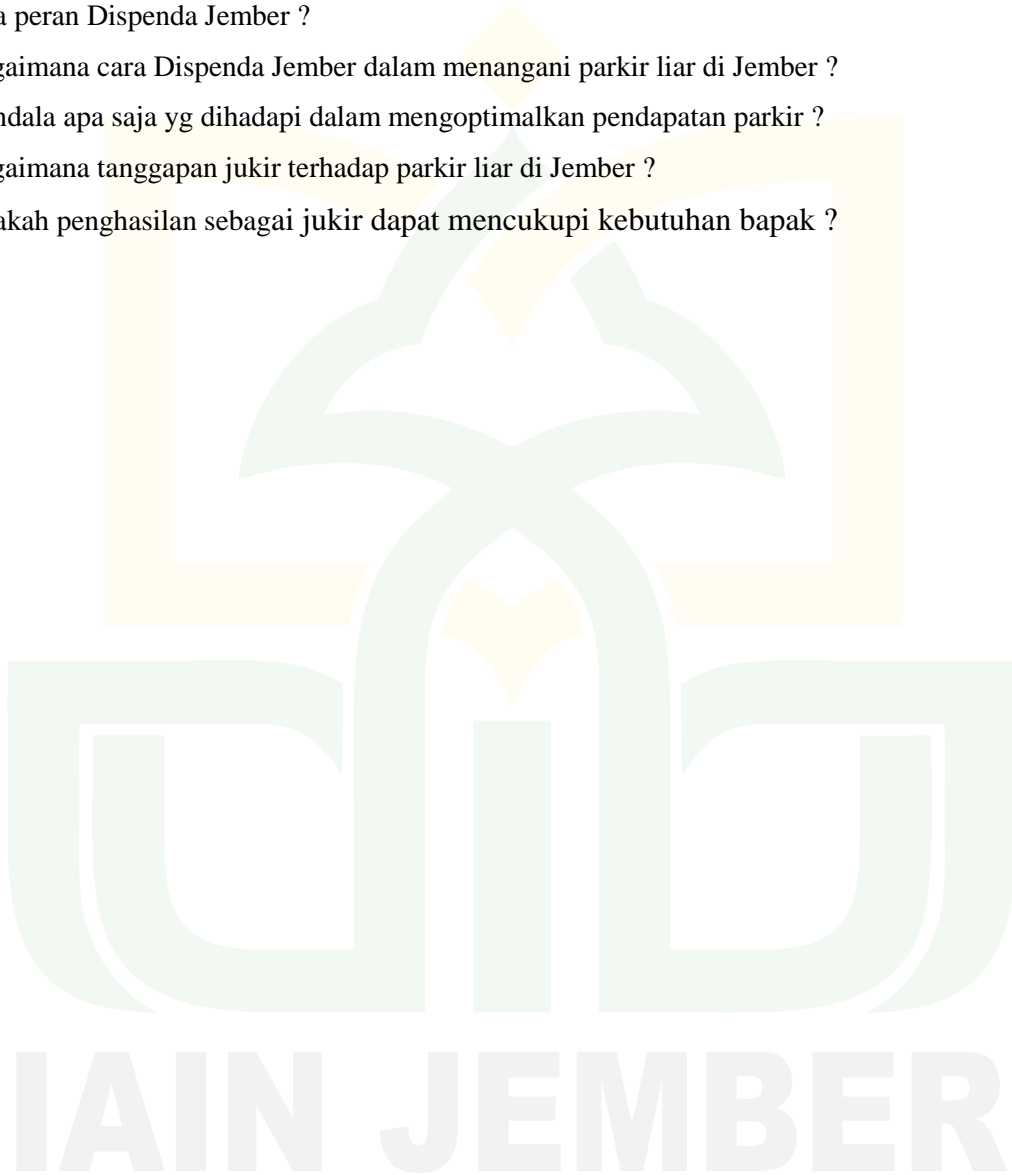 a peran Dispenda Jember ?
gaimana cara Dispenda Jember dalam menangani parkir liar di Jember ?
ndala apa saja yg dihadapi dalam mengoptimalkan pendapatan parkir ?
gaimana tanggapan jukir terhadap parkir liar di Jember ?
akah penghasilan sebagai jukir dapat mencukupi kebutuhan bapak ?
IAIN JEMBER